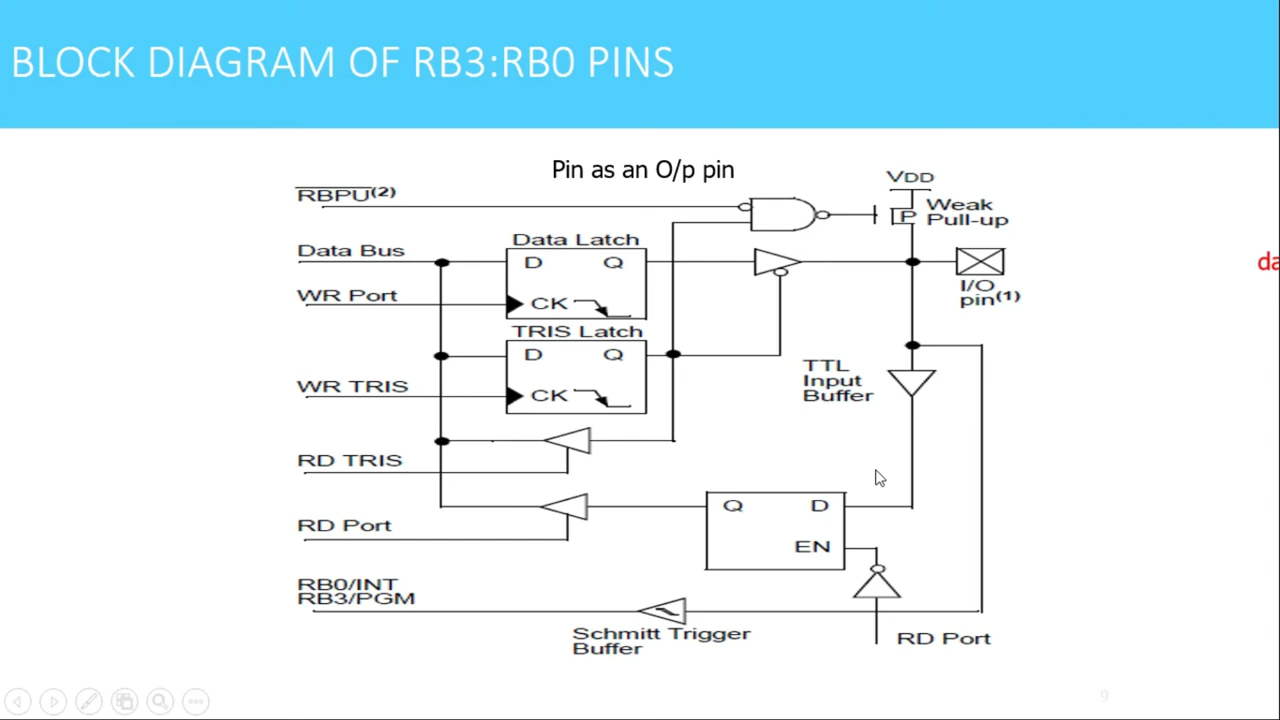 BLOCK DIAGRAM OF RB3:RB0 PINS
Pin as an O/p pin
RBPU(2)
VDD
Weak
Pull-up
P
Data Bus
Data Latch
D Q
WR Port
CK
I/O
pin(1)
da
TRIS Latch
D Q
WR TRIS
CK
TTL
Input
Buffer
RD TRIS
Q D
RD Port
EN
RB0/INT
RB3/PGM
Schmitt Trigger
Buffer
RD Port
9